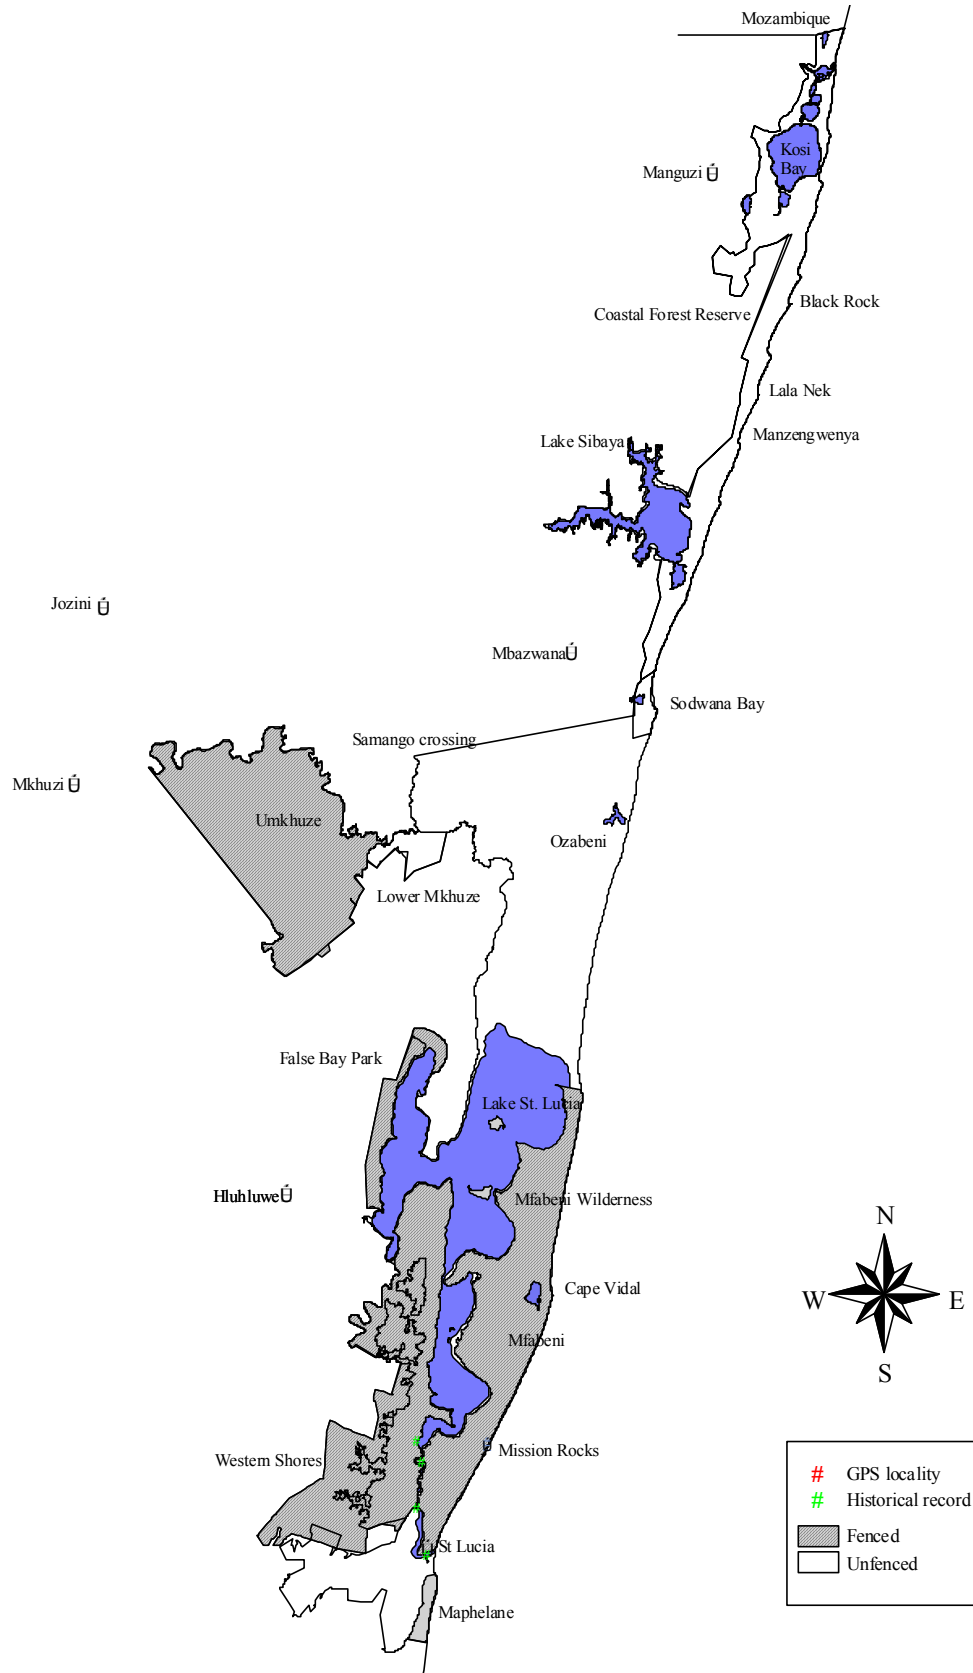 Mozambique
Kosi
Bay
Manguzi
Black Rock
Coastal Forest Reserve
Lala Nek
Manzengwenya
Lake Sibaya
Jozini
Mbazwana
Sodwana Bay
Samango crossing
Mkhuzi
Umkhuze
Ozabeni
Lower Mkhuze
False Bay Park
Lake St. Lucia
Hluhluwe
Mfabeni Wilderness
N
Cape Vidal
W
E
Mfabeni
S
Western Shores
Mission Rocks
# GPS locality
# Historical record
Fenced
St Lucia
Unfenced
Maphelane